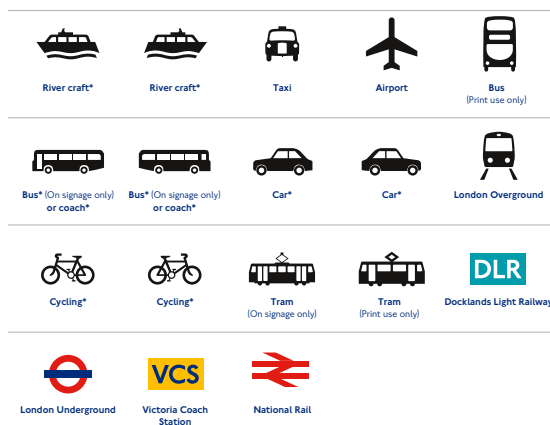 River craft*
River craft*
Taxi
Airport
Bus
(Print use only)
Bus* (On signage only)
or coach*
Bus* (On signage only)
or coach*
Car*
Car*
London Overground
DLR
Cycling*
Cycling*
Tram
(On signage only)
Tram
(Print use only)
Docklands Light Railway
VCS
London Underground
Victoria Coach
Station
National Rail